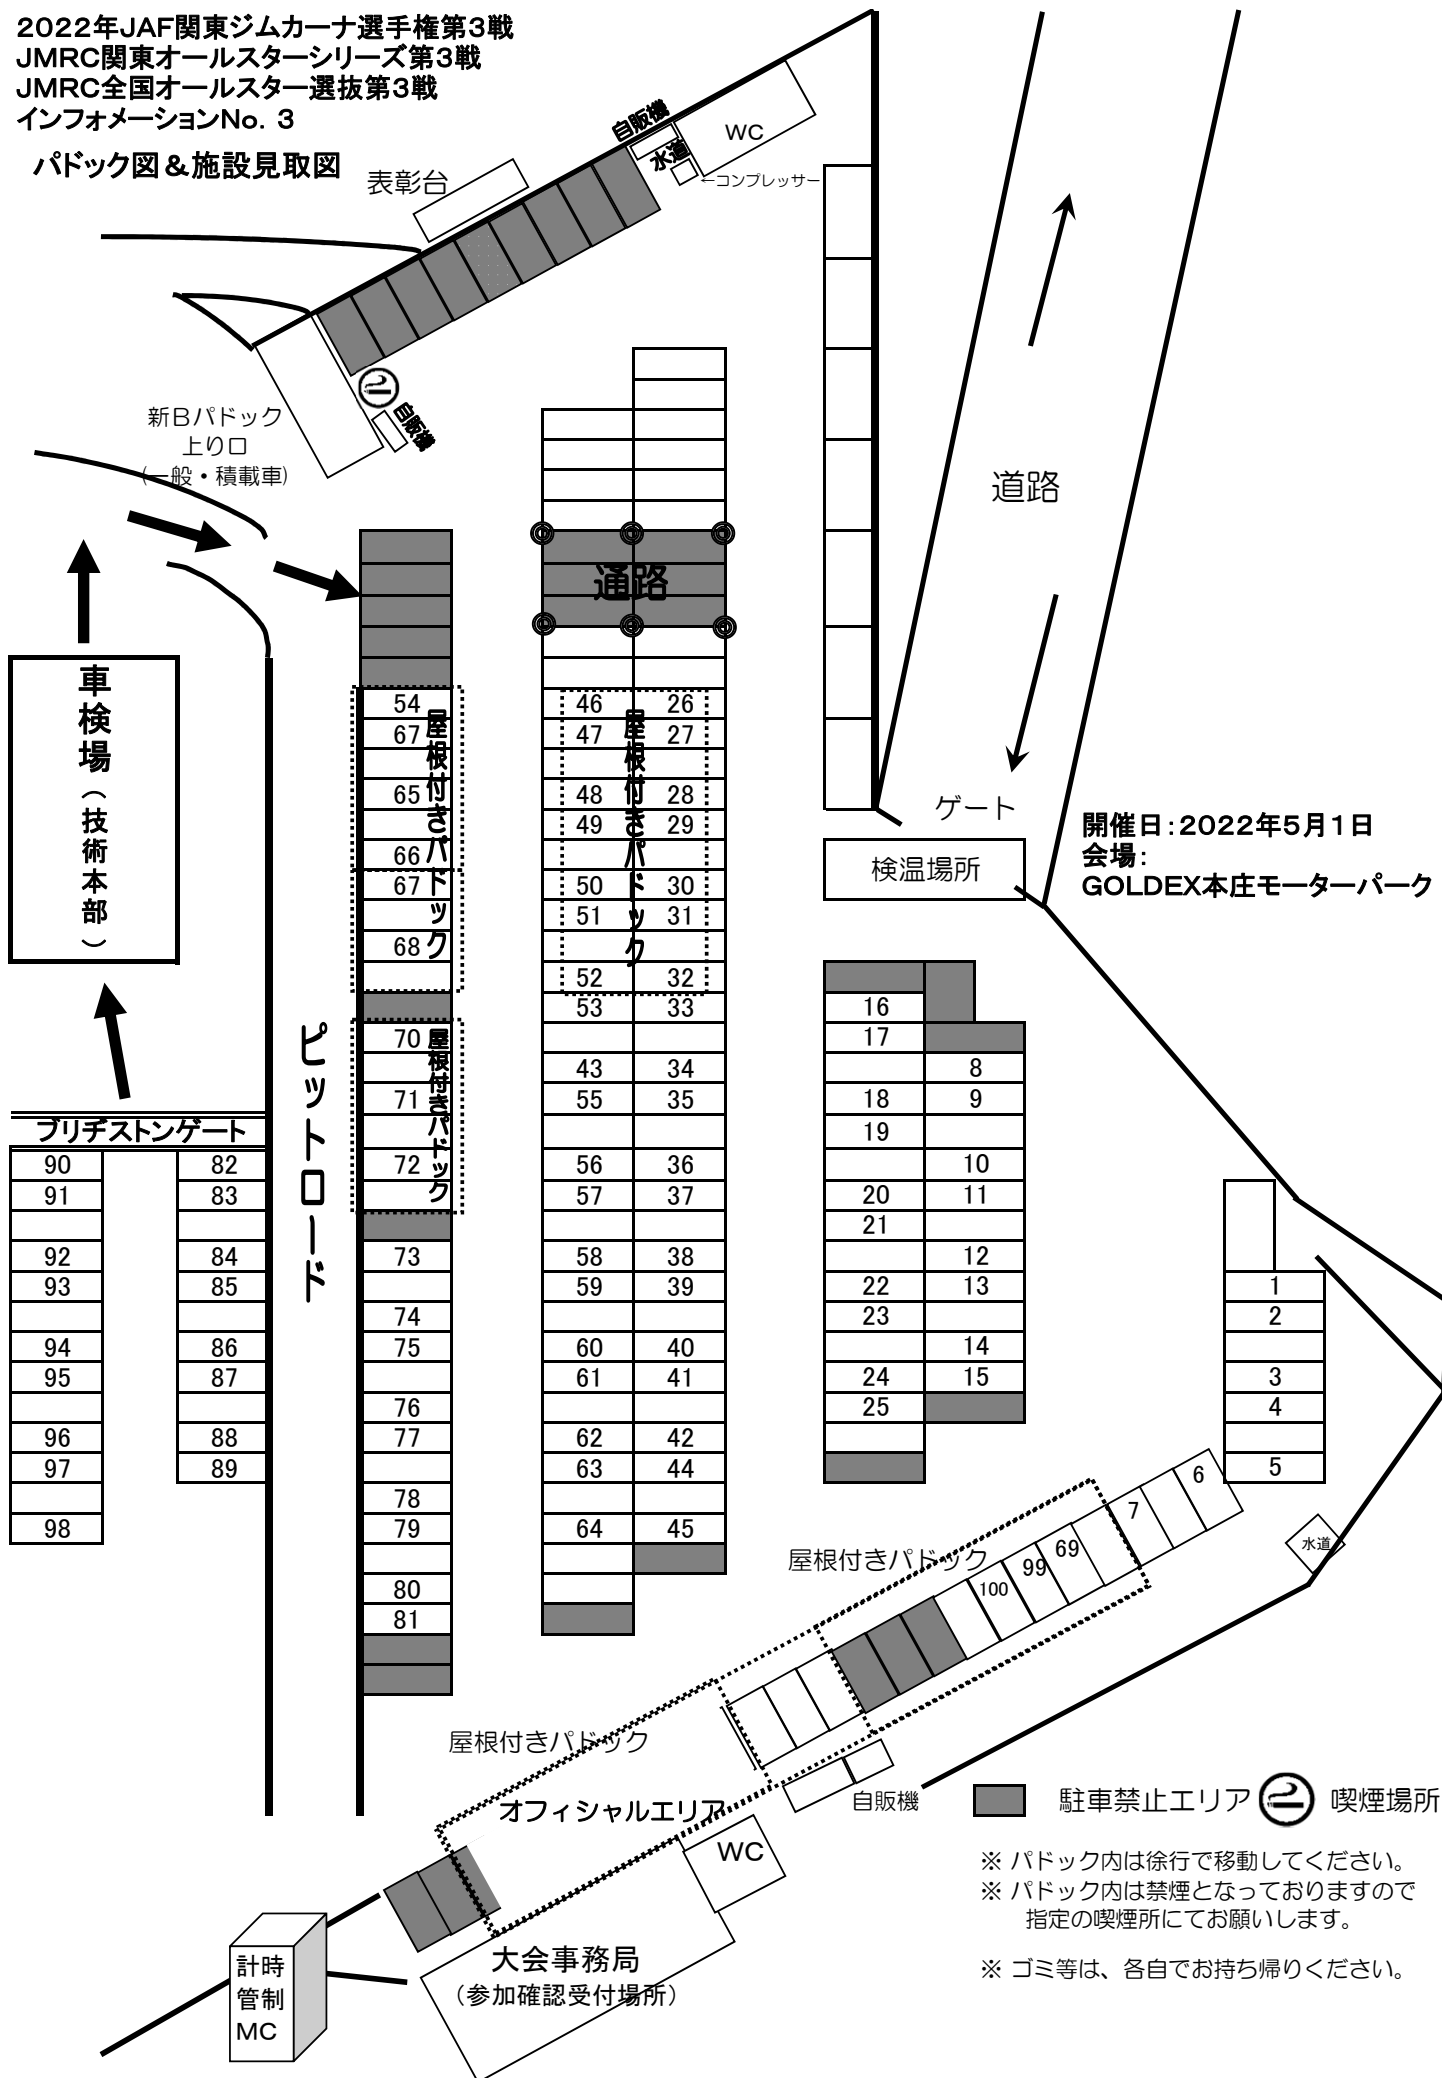 2022年JAF関東ジムカーナ選手権第3戦
JMRC関東オールスターシリーズ第3戦
JMRC全国オールスター選抜第3戦
インフォメーションNo. 3
パドック図＆施設見取図
表彰台
自販機
水道
WC
←コンプレッサー
自販機
新Bパドック
上り口
(一般・積載車)
道路
通路
車検場（技術本部）
ピットロード
ゲート
検温場所
開催日：2022年5月1日
会場：
GOLDEX本庄モーターパーク
屋根付きパドック
屋根付きパドック
屋根付きパドック
54 46 26
67 47 27
65 48 28
49 29
66
67 50 30
51 31
68
52 32
53 33 16
70 17
43 34 8
71 55 35 18 9
19
ブリヂストンゲート
90 82 72 56 36 10
91 83 57 37 20 11
21
92 84 73 58 38 12
93 85 59 39 22 13 1
74 23 2
94 86 75 60 40 14
95 87 61 41 24 15 3
76 25 4
96 88 77 62 42
97 89 63 44 5
78 6
98 79 64 45 7
屋根付きパドック
69
99
100
水道
80
81
屋根付きパドック
オフィシャルエリア
自販機
WC
駐車禁止エリア
喫煙場所
※ パドック内は徐行で移動してください。
※ パドック内は禁煙となっておりますので
指定の喫煙所にてお願いします。
※ ゴミ等は、各自でお持ち帰りください。
大会事務局
（参加確認受付場所）
計時
管制
MC